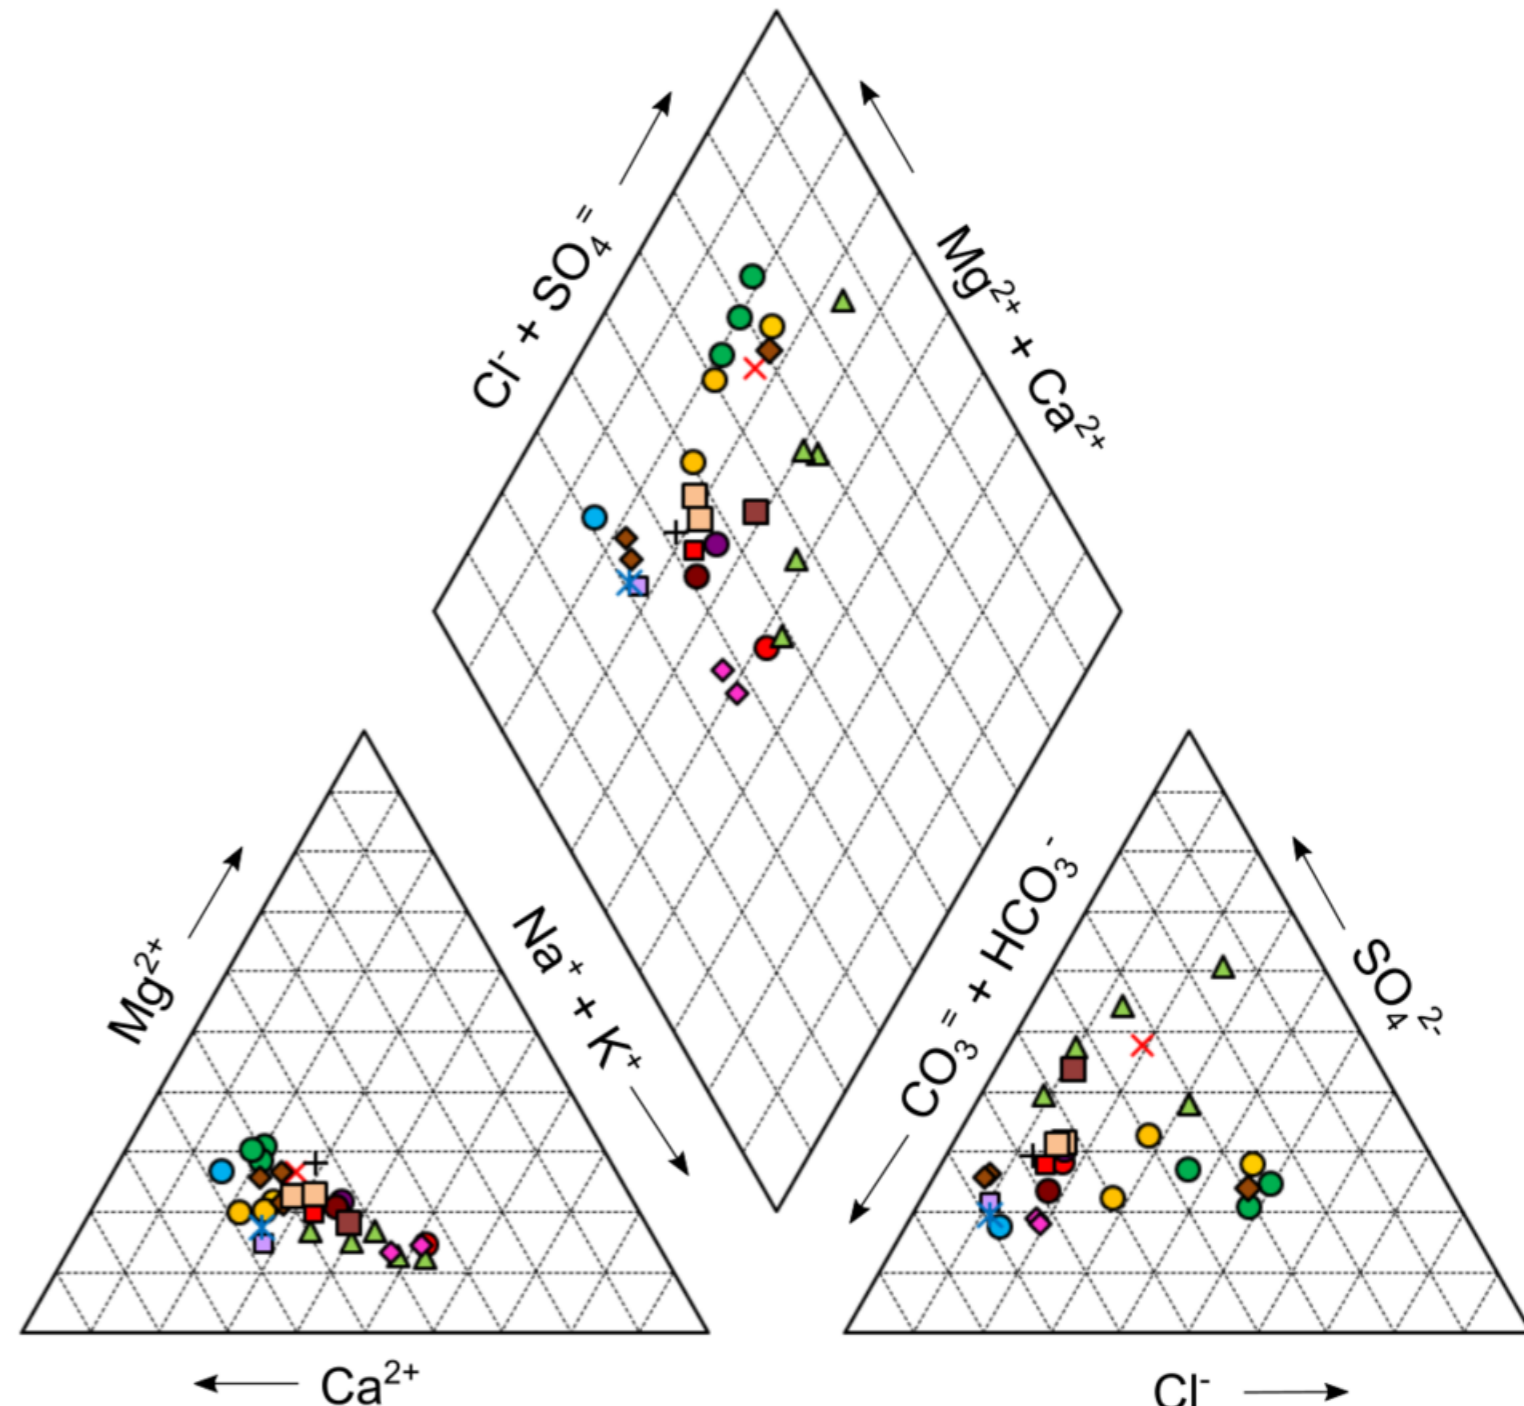 Cl⁻ + SO₄⁼
Mg²⁺ + Ca²⁺
Mg²⁺
Na⁺ + K⁺
CO₃⁼ + HCO₃⁻
SO₄²⁻
Ca²⁺
Cl⁻